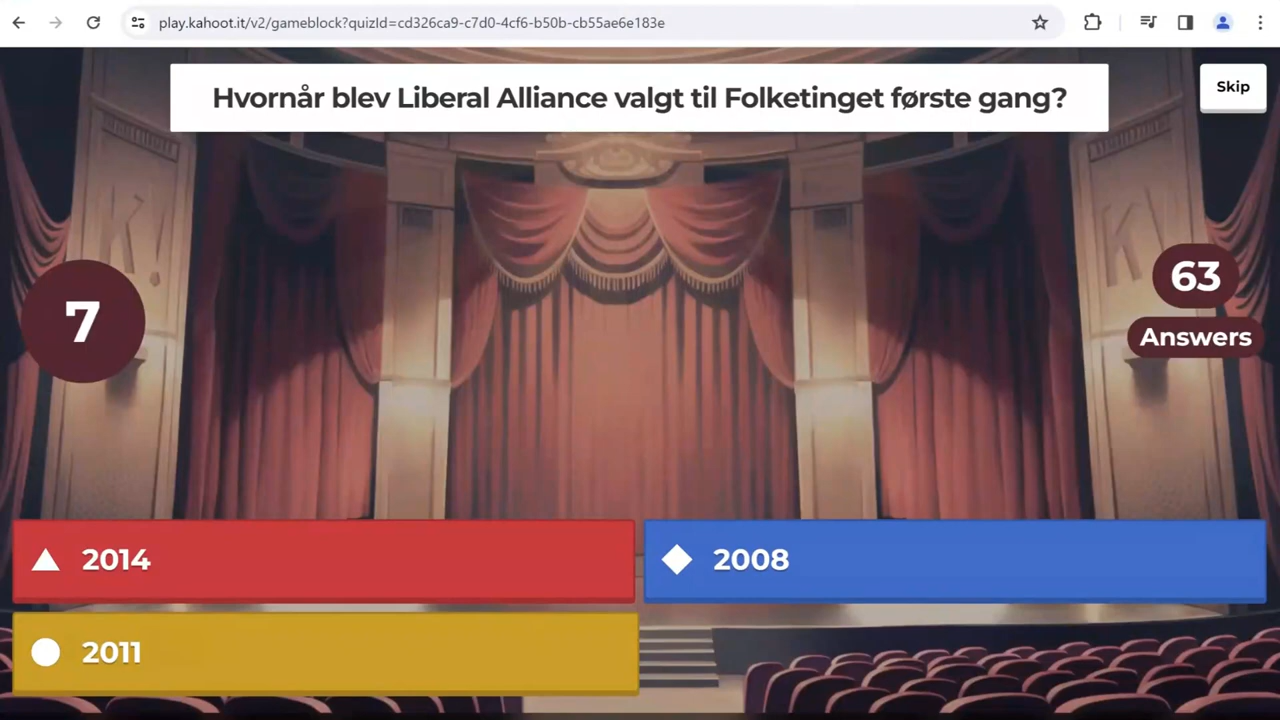 play.kahoot.it/v2/gameblock?quizId=cd326ca9-c7d0-4cf6-b50b-cb55ae6e183e
Hvornår blev Liberal Alliance valgt til Folketinget første gang?
Skip
K!
K!
7
63
Answers
2014
2008
2011